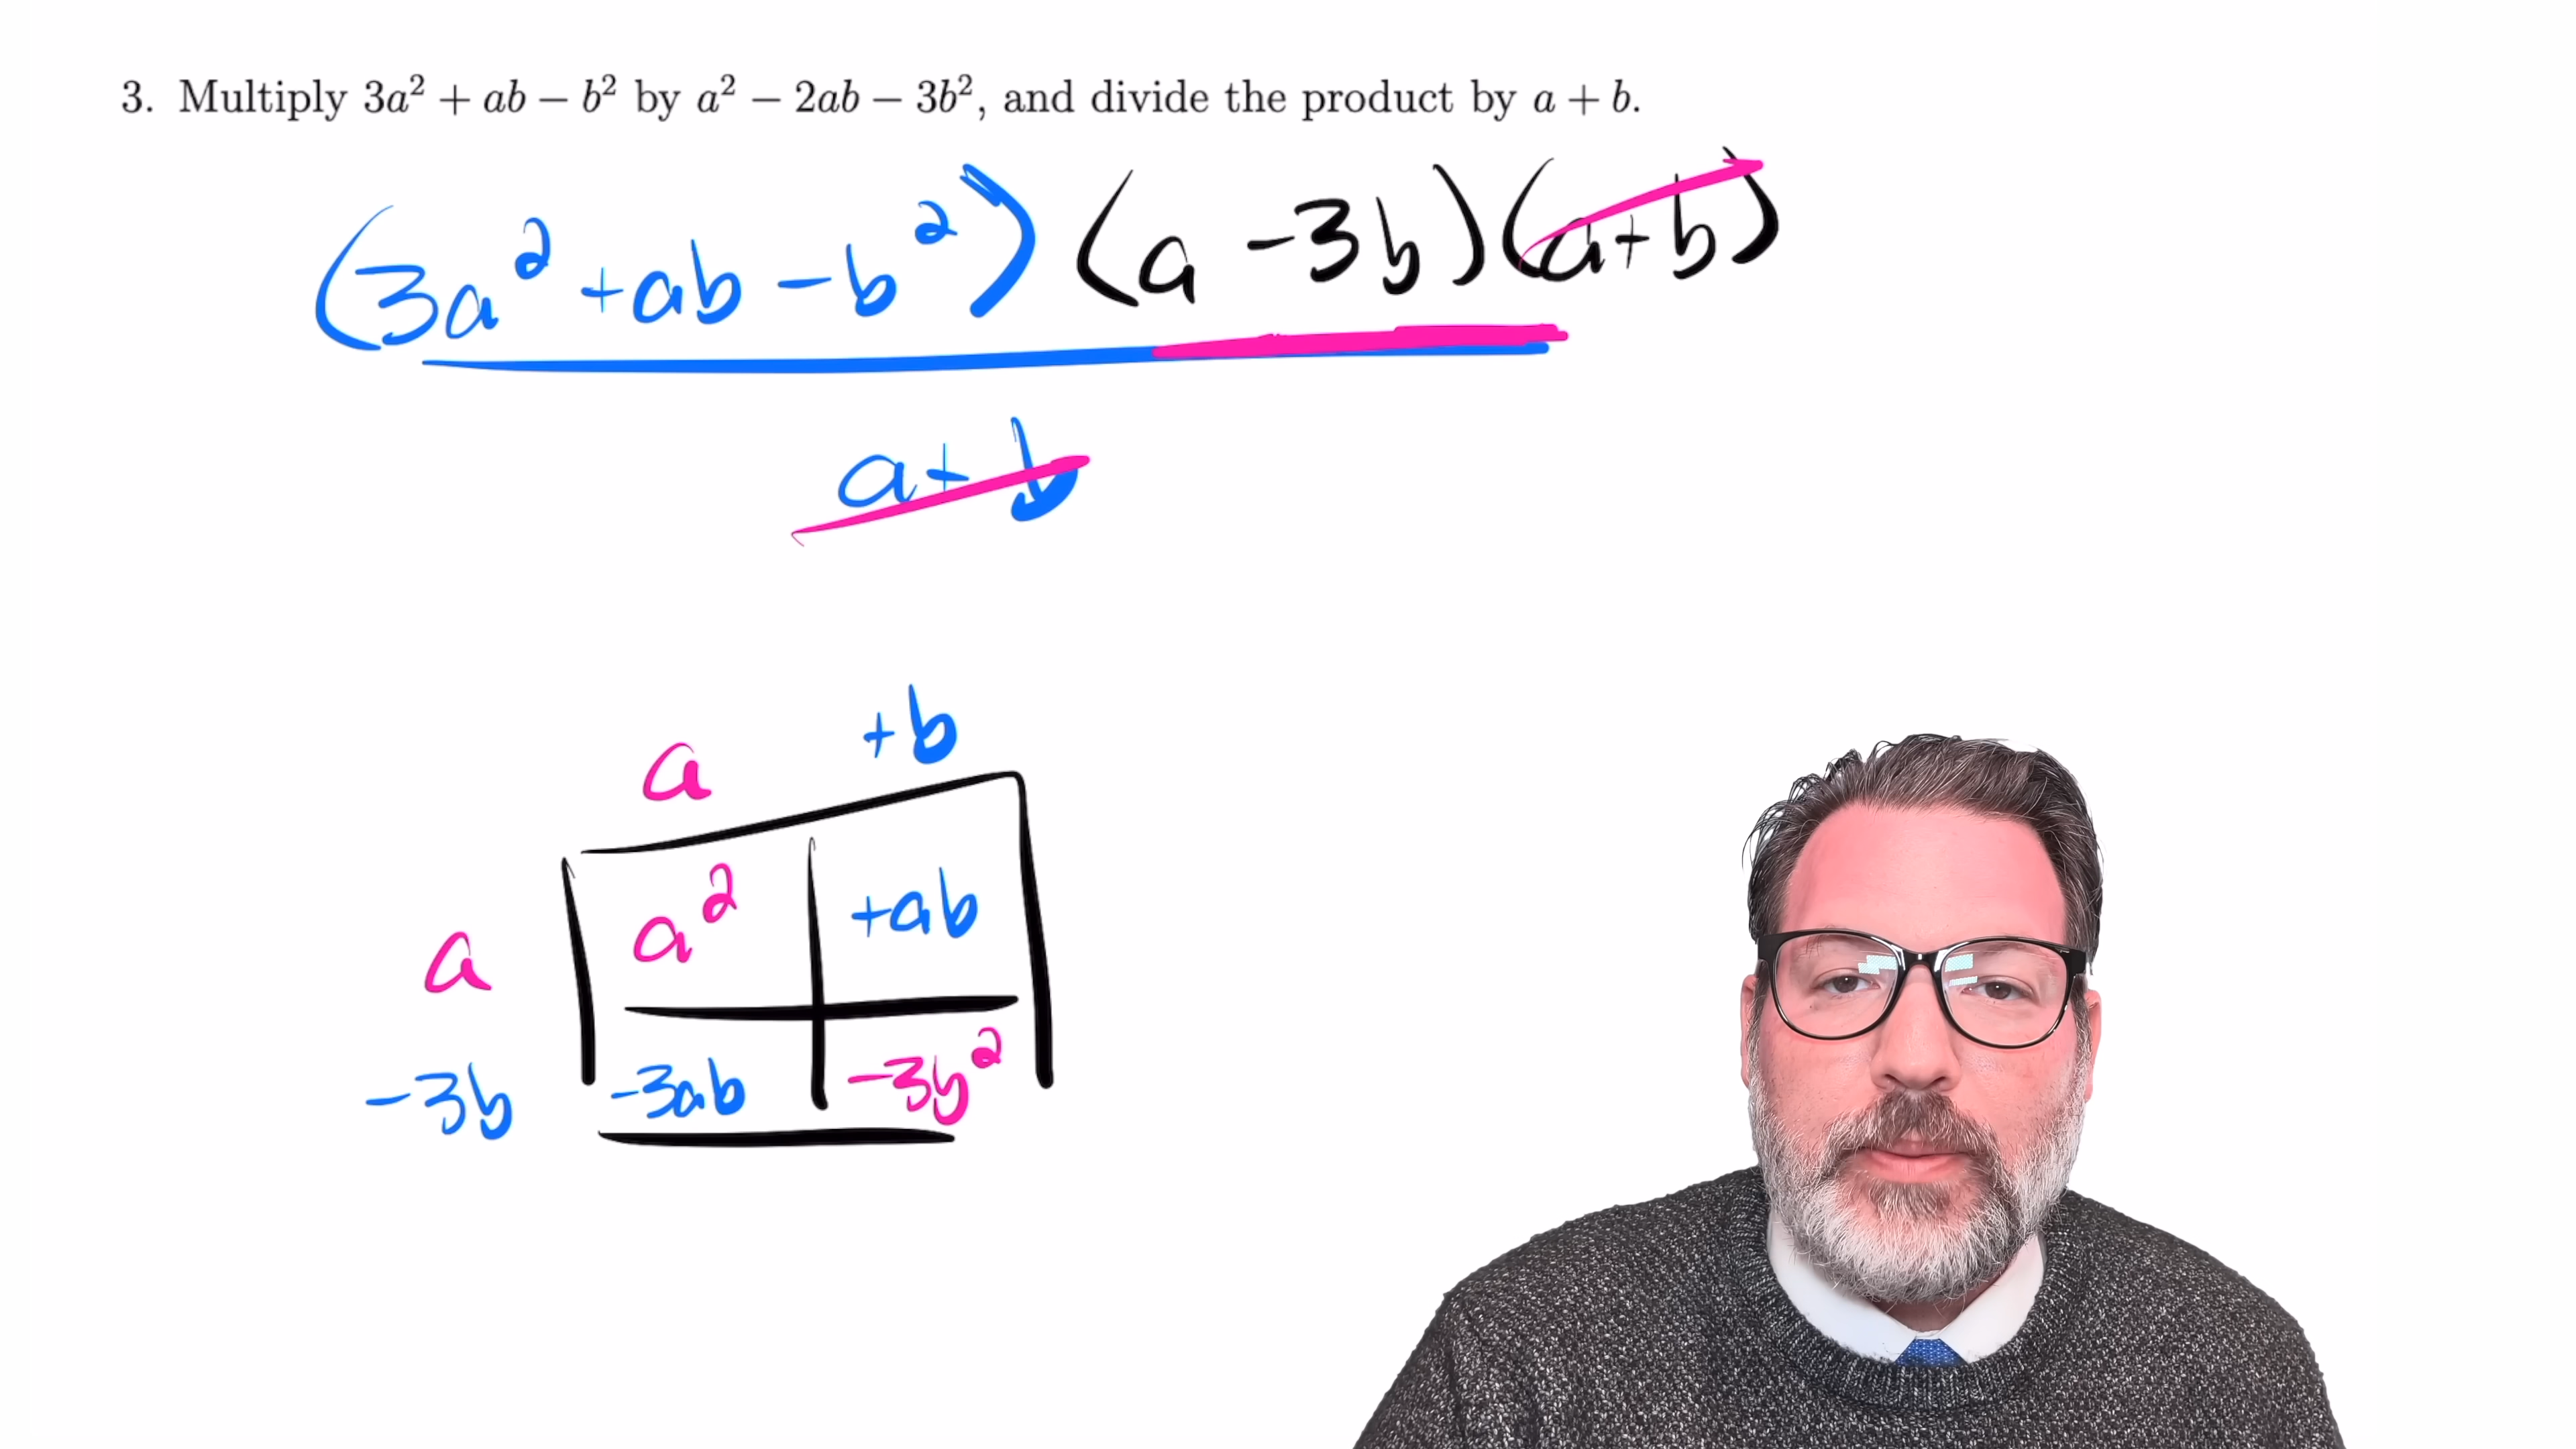 3. Multiply 3a² + ab − b² by a² − 2ab − 3b², and divide the product by a + b.
(3a² + ab − b²) (a − 3b)(a + b)
a + b
a +b
a a² +ab
−3b −3ab −3b²